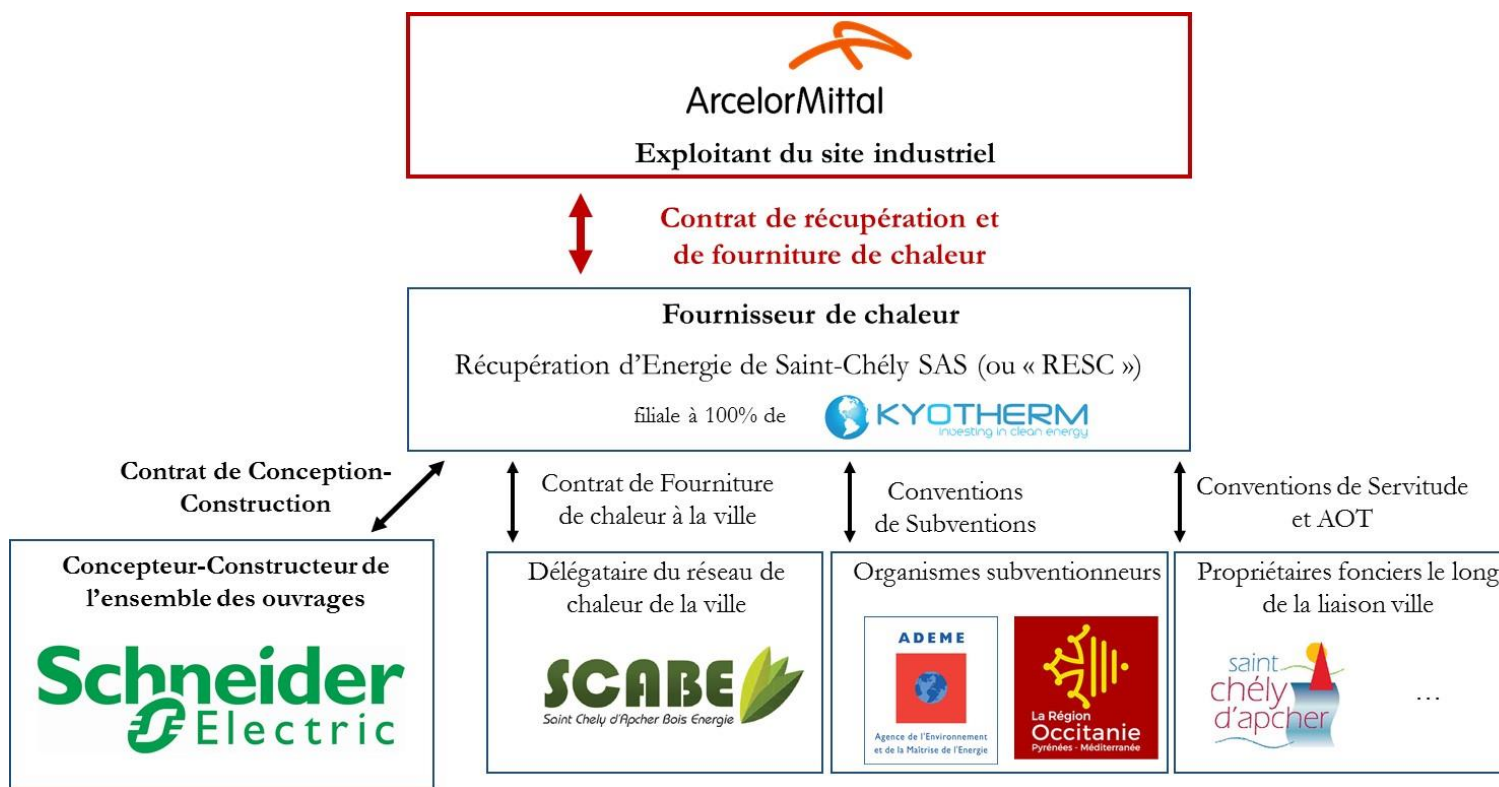 ArcelorMittal
Exploitant du site industriel
Contrat de récupération et
de fourniture de chaleur
Fournisseur de chaleur
Récupération d'Energie de Saint-Chély SAS (ou « RESC »)
filiale à 100% de
KYOTHERM
investing in clean energy
Contrat de Conception-
Construction
Contrat de Fourniture
de chaleur à la ville
Conventions
de Subventions
Conventions de Servitude
et AOT
Concepteur-Constructeur de
l'ensemble des ouvrages
Schneider
Electric
Délégataire du réseau de
chaleur de la ville
SCABE
Saint Chely d'Apcher Bois Energie
Organismes subventionneurs
ADEME
Agence de l'Environnement
et de la Maîtrise de l'Energie
La Région
Occitanie
Pyrénées - Méditerranée
Propriétaires fonciers le long
de la liaison ville
saint
chély
d'apcher
…